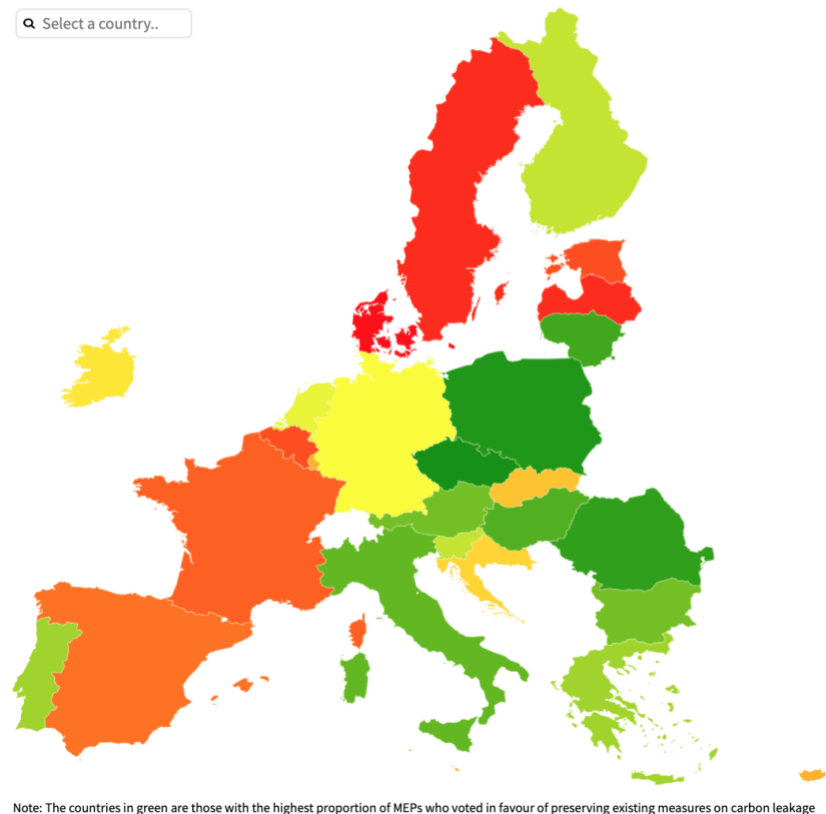 Select a country..
Note: The countries in green are those with the highest proportion of MEPs who voted in favour of preserving existing measures on carbon leakage